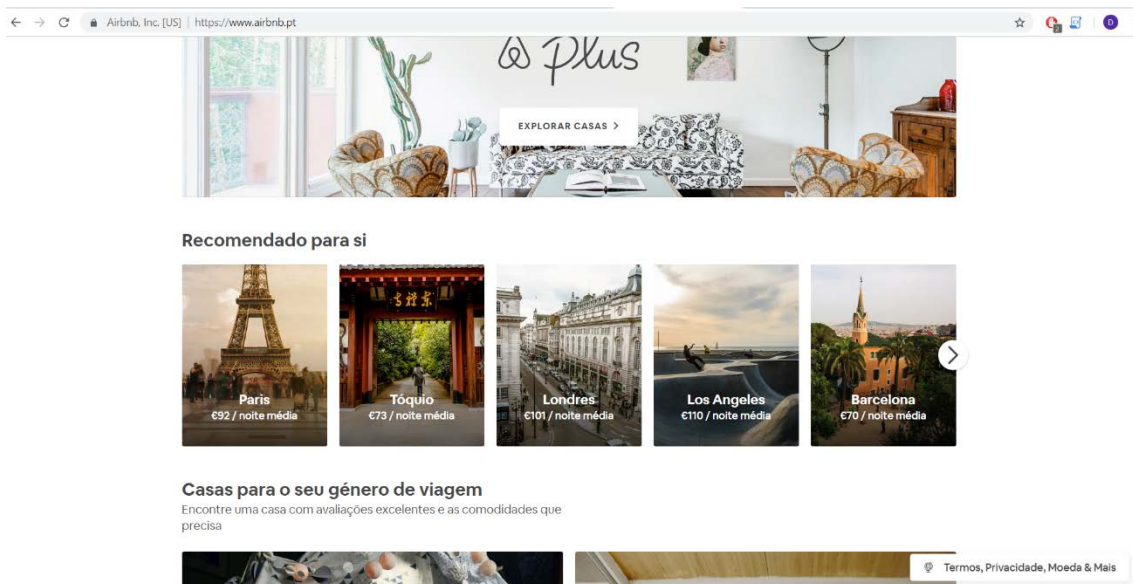 Airbnb, Inc. [US] | https://www.airbnb.pt
D
Plus
EXPLORAR CASAS >
Recomendado para si
Paris
€92 / noite média
Tóquio
€73 / noite média
Londres
€101 / noite média
Los Angeles
€110 / noite média
Barcelona
€70 / noite média
Casas para o seu género de viagem
Encontre uma casa com avaliações excelentes e as comodidades que
precisa
Termos, Privacidade, Moeda & Mais